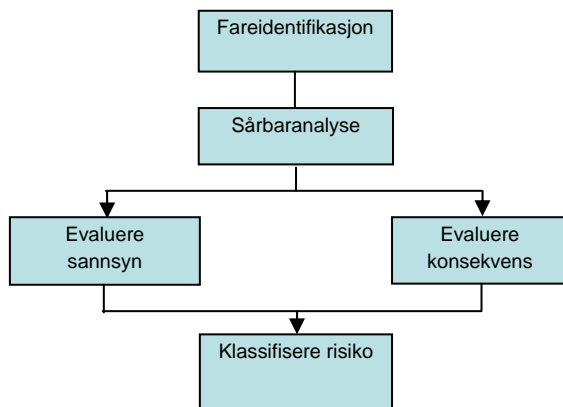 Fareidentifikasjon
Sårbaranalyse
Evaluere
sannsyn
Evaluere
konsekvens
Klassifisere risiko